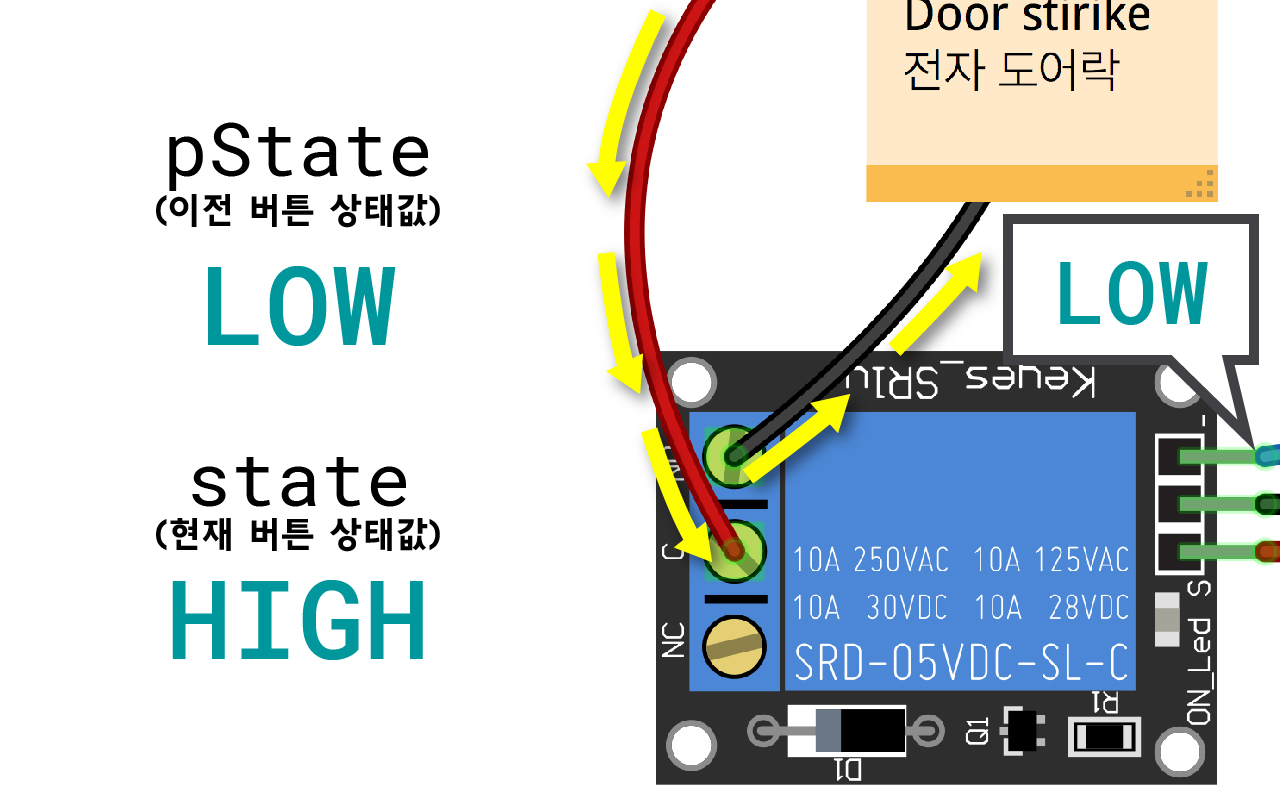 Door stirike
전자 도어락
pState
(이전 버튼 상태값)
LOW
state
(현재 버튼 상태값)
HIGH
LOW
Keyes_SR1y
-
C
NC
10A 250VAC 10A 125VAC
10A 30VDC 10A 28VDC
SRD-05VDC-SL-C
S
ON_Led
D1
Q1
R1